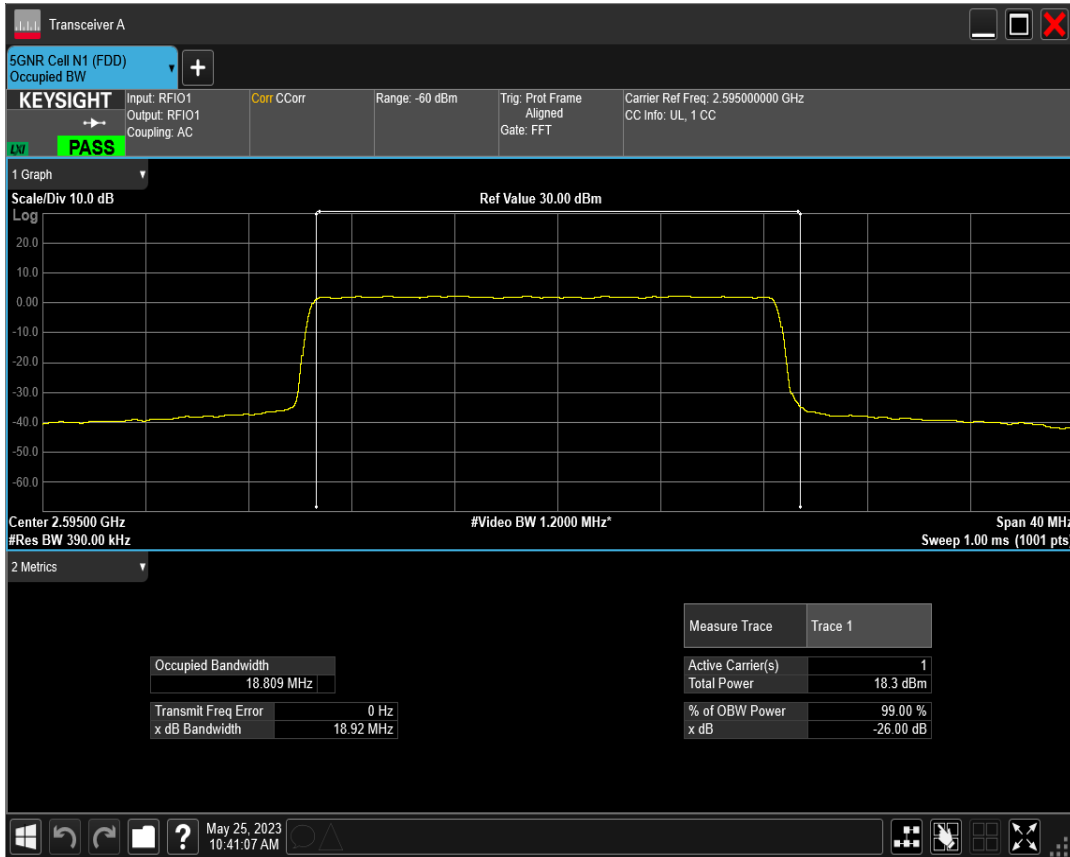 Transceiver A
5GNR Cell N1 (FDD)
Occupied BW
+
KEYSIGHT
LXI
PASS
Input: RFIO1
Output: RFIO1
Coupling: AC
Corr CCorr
Range: -60 dBm
Trig: Prot Frame
Aligned
Gate: FFT
Carrier Ref Freq: 2.595000000 GHz
CC Info: UL, 1 CC
1 Graph
Scale/Div 10.0 dB
Ref Value 30.00 dBm
Log
20.0
10.0
0.00
-10.0
-20.0
-30.0
-40.0
-50.0
-60.0
Center 2.59500 GHz
#Video BW 1.2000 MHz*
Span 40 MHz
#Res BW 390.00 kHz
Sweep 1.00 ms (1001 pts)
2 Metrics
Measure Trace Trace 1
Occupied Bandwidth
18.809 MHz
Active Carrier(s) 1
Total Power 18.3 dBm
Transmit Freq Error 0 Hz
x dB Bandwidth 18.92 MHz
% of OBW Power 99.00 %
x dB -26.00 dB
?
May 25, 2023
10:41:07 AM